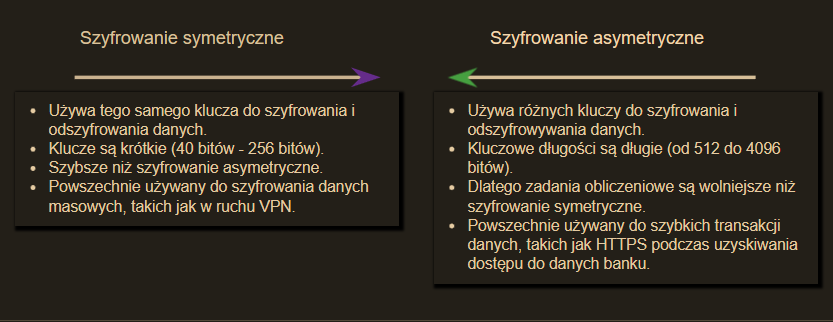 Szyfrowanie symetryczne
• Używa tego samego klucza do szyfrowania i
odszyfrowania danych.
• Klucze są krótkie (40 bitów - 256 bitów).
• Szybsze niż szyfrowanie asymetryczne.
• Powszechnie używany do szyfrowania danych
masowych, takich jak w ruchu VPN.
Szyfrowanie asymetryczne
• Używa różnych kluczy do szyfrowania i
odszyfrowywania danych.
• Kluczowe długości są długie (od 512 do 4096
bitów).
• Dlatego zadania obliczeniowe są wolniejsze niż
szyfrowanie symetryczne.
• Powszechnie używany do szybkich transakcji
danych, takich jak HTTPS podczas uzyskiwania
dostępu do danych banku.